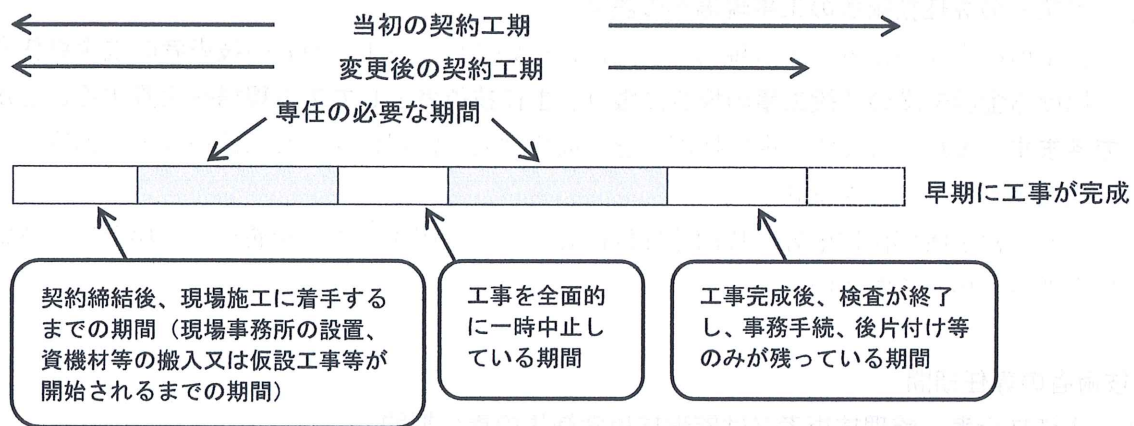 当初の契約工期
変更後の契約工期
専任の必要な期間
早期に工事が完成
契約締結後、現場施工に着手する
までの期間（現場事務所の設置、
資機材等の搬入又は仮設工事等が
開始されるまでの期間）
工事を全面的
に一時中止し
ている期間
工事完成後、検査が終了
し、事務手続、後片付け等
のみが残っている期間